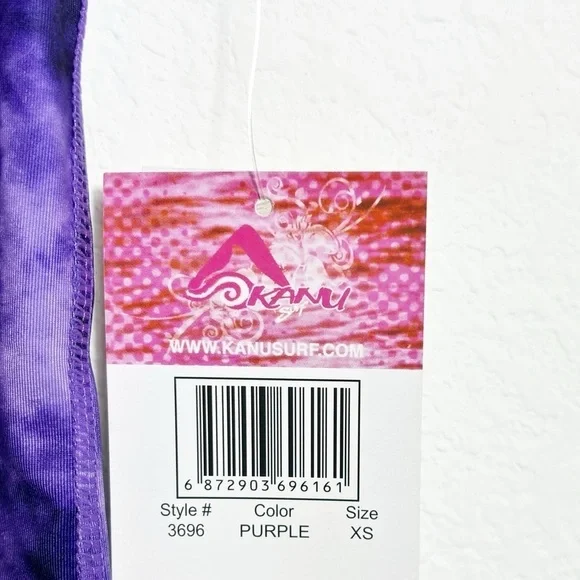 KANU
Surf
WWW.KANUSURF.COM
6 872903 696161
Style # Color Size
3696 PURPLE XS